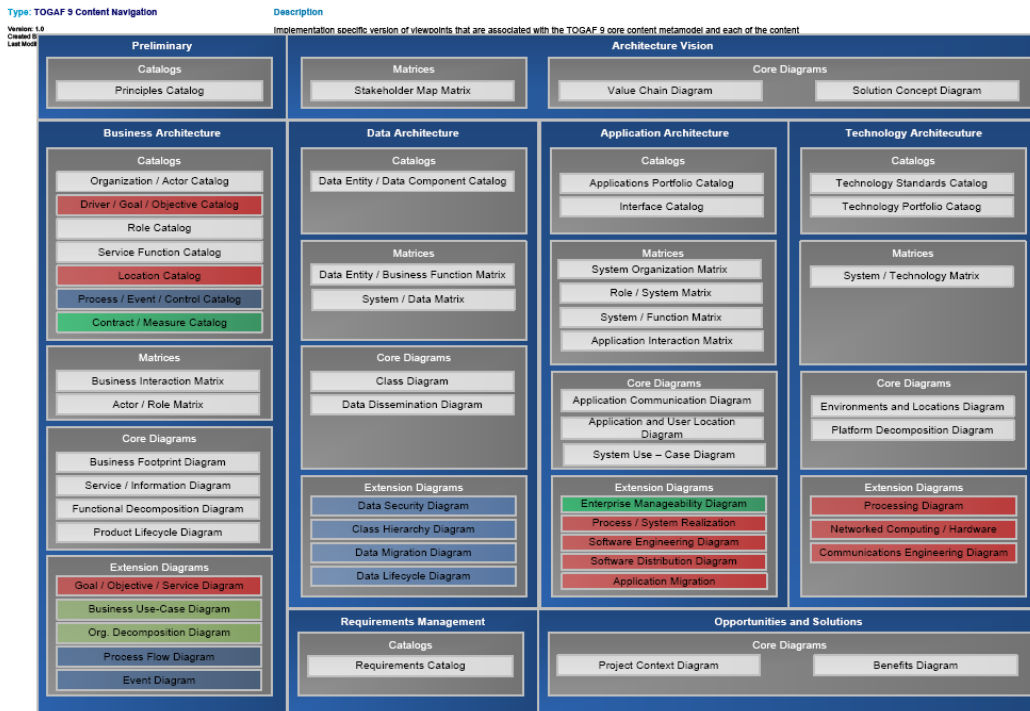 Type: TOGAF 9 Content Navigation
Description
Version: 1.0
Created B
Last Modif
Implementation specific version of viewpoints that are associated with the TOGAF 9 core content metamodel and each of the content
Preliminary
Catalogs
Principles Catalog
Architecture Vision
Matrices
Stakeholder Map Matrix
Core Diagrams
Value Chain Diagram
Solution Concept Diagram
Business Architecture
Catalogs
Organization / Actor Catalog
Driver / Goal / Objective Catalog
Role Catalog
Service Function Catalog
Location Catalog
Process / Event / Control Catalog
Contract / Measure Catalog
Matrices
Business Interaction Matrix
Actor / Role Matrix
Core Diagrams
Business Footprint Diagram
Service / Information Diagram
Functional Decomposition Diagram
Product Lifecycle Diagram
Extension Diagrams
Goal / Objective / Service Diagram
Business Use-Case Diagram
Org. Decomposition Diagram
Process Flow Diagram
Event Diagram
Data Architecture
Catalogs
Data Entity / Data Component Catalog
Matrices
Data Entity / Business Function Matrix
System / Data Matrix
Core Diagrams
Class Diagram
Data Dissemination Diagram
Extension Diagrams
Data Security Diagram
Class Hierarchy Diagram
Data Migration Diagram
Data Lifecycle Diagram
Application Architecture
Catalogs
Applications Portfolio Catalog
Interface Catalog
Matrices
System Organization Matrix
Role / System Matrix
System / Function Matrix
Application Interaction Matrix
Core Diagrams
Application Communication Diagram
Application and User Location
Diagram
System Use – Case Diagram
Extension Diagrams
Enterprise Manageability Diagram
Process / System Realization
Software Engineering Diagram
Software Distribution Diagram
Application Migration
Technology Architecuture
Catalogs
Technology Standards Catalog
Technology Portfolio Cataog
Matrices
System / Technology Matrix
Core Diagrams
Environments and Locations Diagram
Platform Decomposition Diagram
Extension Diagrams
Processing Diagram
Networked Computing / Hardware
Communications Engineering Diagram
Requirements Management
Catalogs
Requirements Catalog
Opportunities and Solutions
Core Diagrams
Project Context Diagram
Benefits Diagram